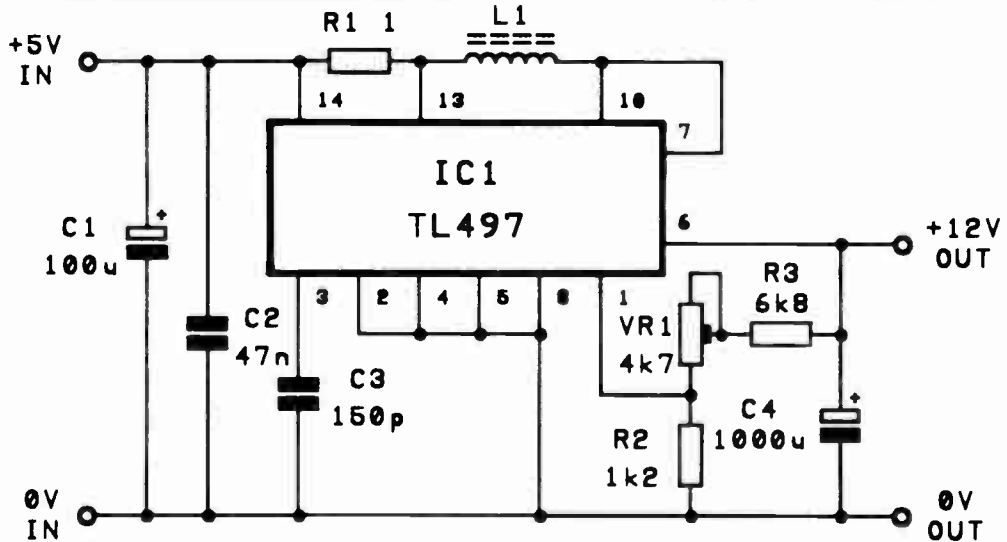 R1 1
L1
+5V
IN
14
13
10
7
IC1
TL497
6
+12V
OUT
C1
+
100u
3
2
4
5
8
1
R3
6k8
VR1
4k7
C2
47n
C3
150p
+
C4
1000u
R2
1k2
0V
IN
0V
OUT